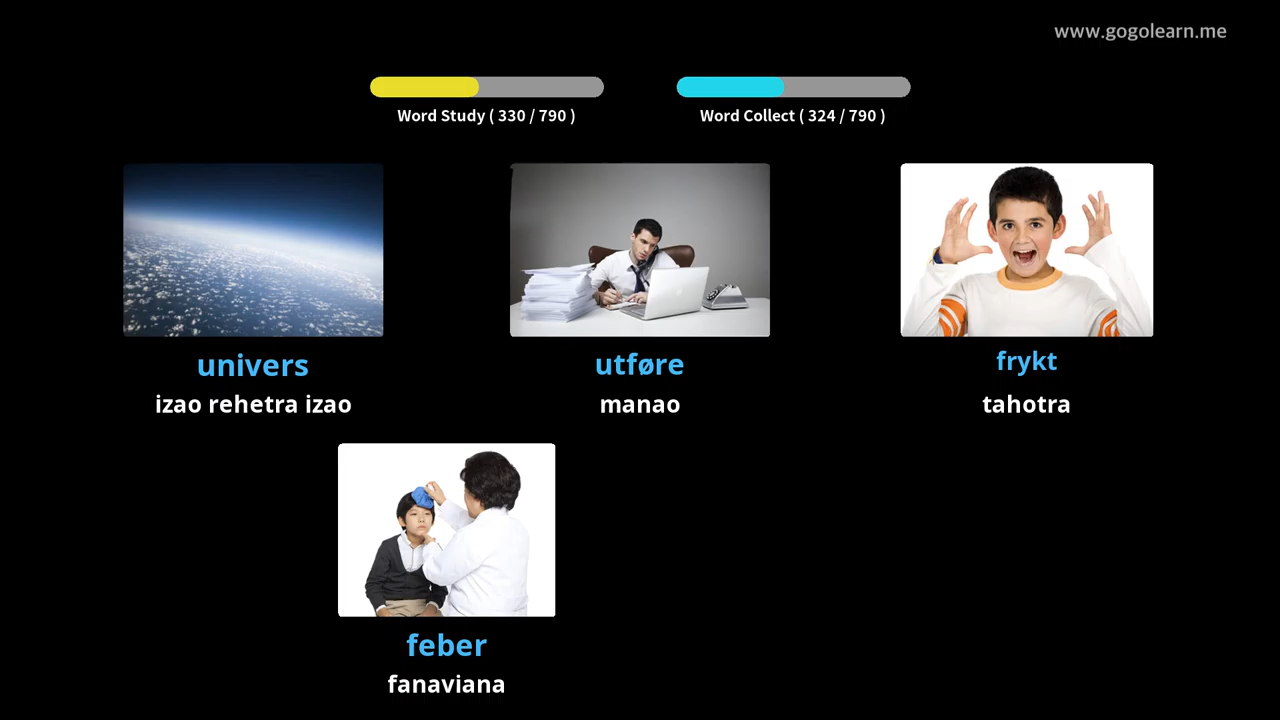 www.gogolearn.me
Word Study ( 330 / 790 )
Word Collect ( 324 / 790 )
univers
izao rehetra izao
utføre
manao
frykt
tahotra
feber
fanaviana